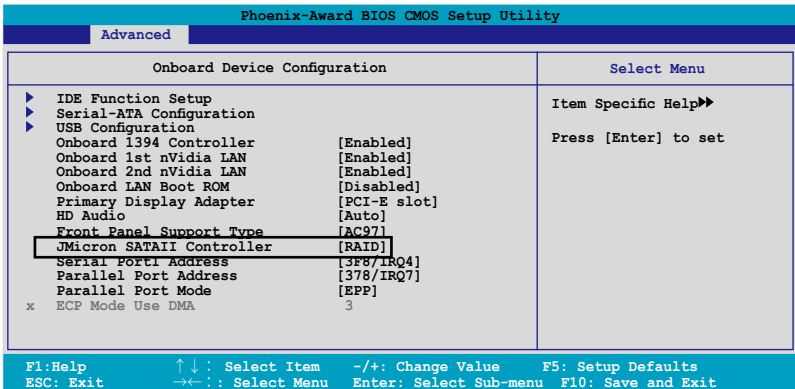 Phoenix-Award BIOS CMOS Setup Utility
Advanced
Onboard Device Configuration
Select Menu
IDE Function Setup
Serial-ATA Configuration
USB Configuration
Onboard 1394 Controller [Enabled]
Onboard 1st nVidia LAN [Enabled]
Onboard 2nd nVidia LAN [Enabled]
Onboard LAN Boot ROM [Disabled]
Primary Display Adapter [PCI-E slot]
HD Audio [Auto]
Front Panel Support Type [AC97]
JMicron SATAII Controller [RAID]
Serial Port1 Address [3F8/IRQ4]
Parallel Port Address [378/IRQ7]
Parallel Port Mode [EPP]
x ECP Mode Use DMA 3
Item Specific Help▶▶
Press [Enter] to set
F1:Help ↑↓: Select Item -/+: Change Value F5: Setup Defaults
ESC: Exit →←: Select Menu Enter: Select Sub-menu F10: Save and Exit